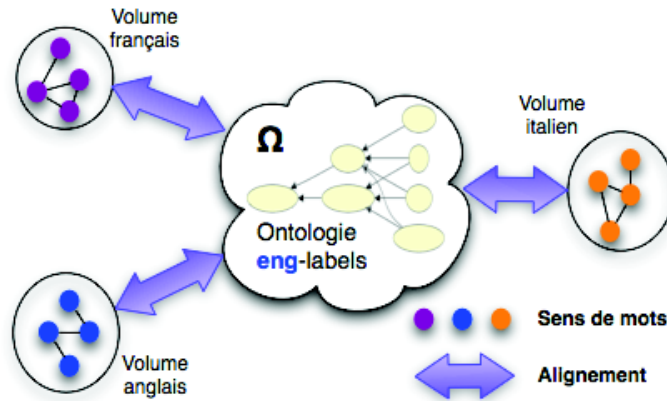 Volume
français
Ω
Ontologie
eng-labels
Volume
italien
Volume
anglais
Sens de mots
Alignement